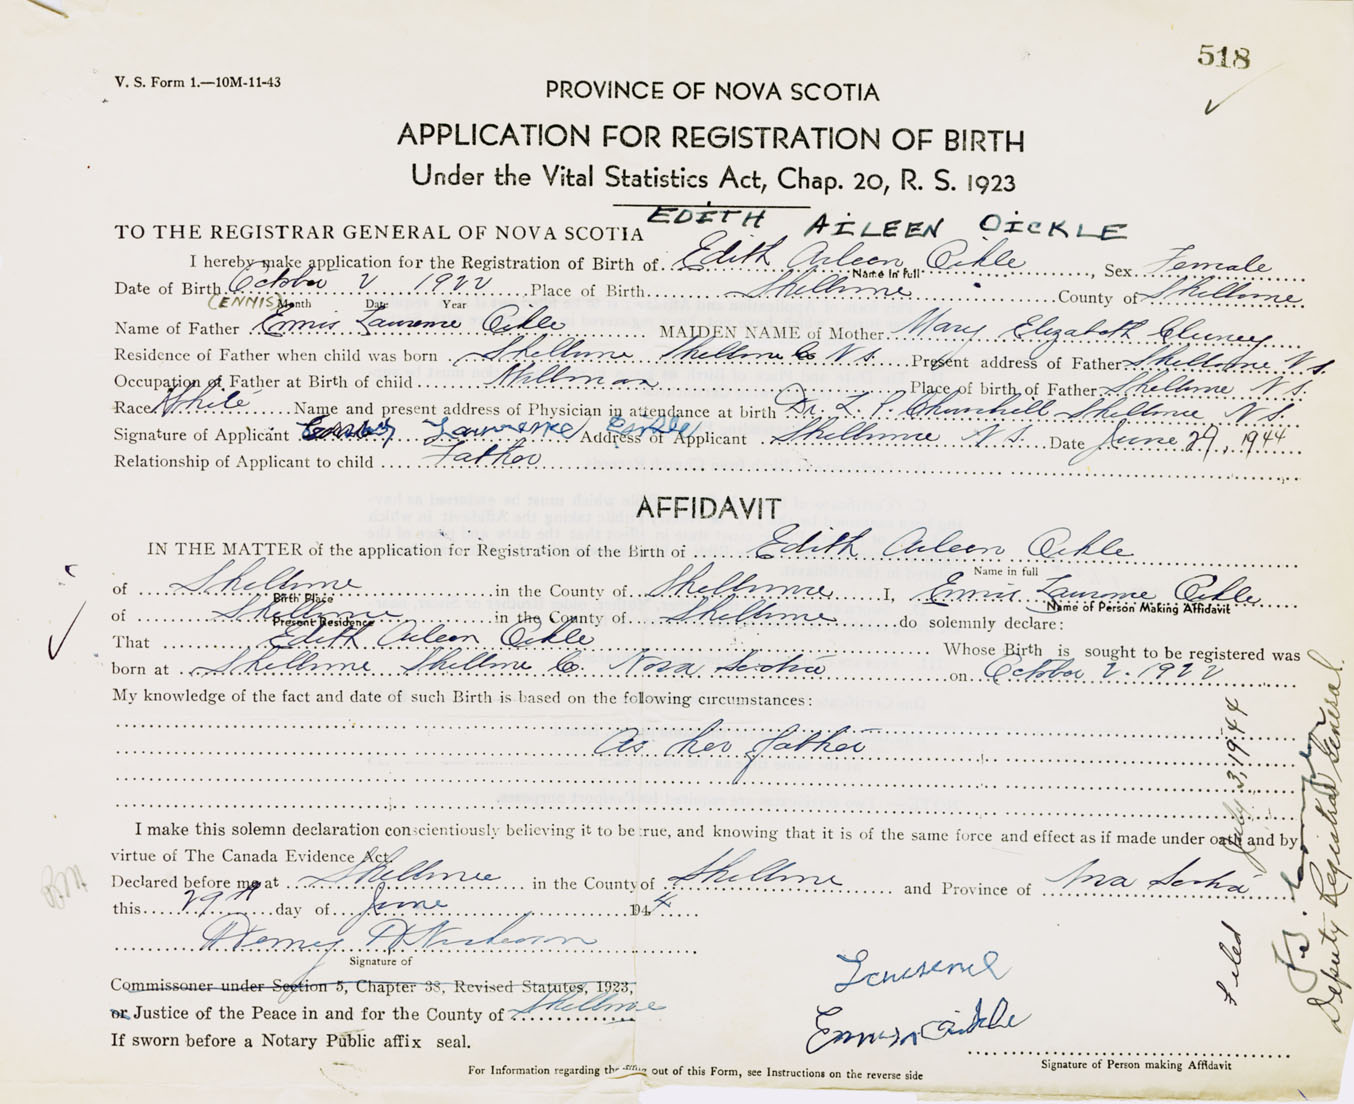 518
V. S. Form 1.—10M-11-43
PROVINCE OF NOVA SCOTIA
APPLICATION FOR REGISTRATION OF BIRTH
Under the Vital Statistics Act, Chap. 20, R. S. 1923
EDITH AILEEN OICKLE
TO THE REGISTRAR GENERAL OF NOVA SCOTIA
I hereby make application for the Registration of Birth of Edith Aileen Oikle, Sex Female
Name in full
Date of Birth October 2 1922 Place of Birth Shelburne County of Shelburne
(ENNIS) Month Date Year
Name of Father Ennis Laurence Oikle MAIDEN NAME of Mother Mary Elizabeth
Residence of Father when child was born Shelburne Shelburne Co N.S. Present address of Father Shelburne N.S.
Occupation of Father at Birth of child Millman Place of birth of Father Shelburne N.S.
Race White Name and present address of Physician in attendance at birth Dr. L. P. Churchill Shelburne N.S.
Signature of Applicant Lawrence Address of Applicant Shelburne N.S. Date June 29, 1944
Relationship of Applicant to child Father
AFFIDAVIT
IN THE MATTER of the application for Registration of the Birth of Edith Aileen Oikle
Name in full
of Shelburne in the County of Shelburne I, Ennis Laurence Oikle
Birth Place Name of Person Making Affidavit
of Shelburne in the County of Shelburne do solemnly declare:
Present Residence
That Edith Aileen Oikle Whose Birth is sought to be registered was
born at Shelburne Shelburne Co. Nova Scotia on October 2. 1922
My knowledge of the fact and date of such Birth is based on the following circumstances:
As her father
I make this solemn declaration conscientiously believing it to be true, and knowing that it is of the same force and effect as if made under oath and by
virtue of The Canada Evidence Act.
Declared before me at Shelburne in the County of Shelburne and Province of Nova Scotia
this 29th day of June 1944
Signature of
Commissoner under Section 5, Chapter 38, Revised Statutes, 1923,
or Justice of the Peace in and for the County of Shelburne
If sworn before a Notary Public affix seal.
Lawrence
Oikle
Signature of Person making Affidavit
For Information regarding the filling out of this Form, see Instructions on the reverse side
Filed July 3, 1944
Deputy Registrar General.